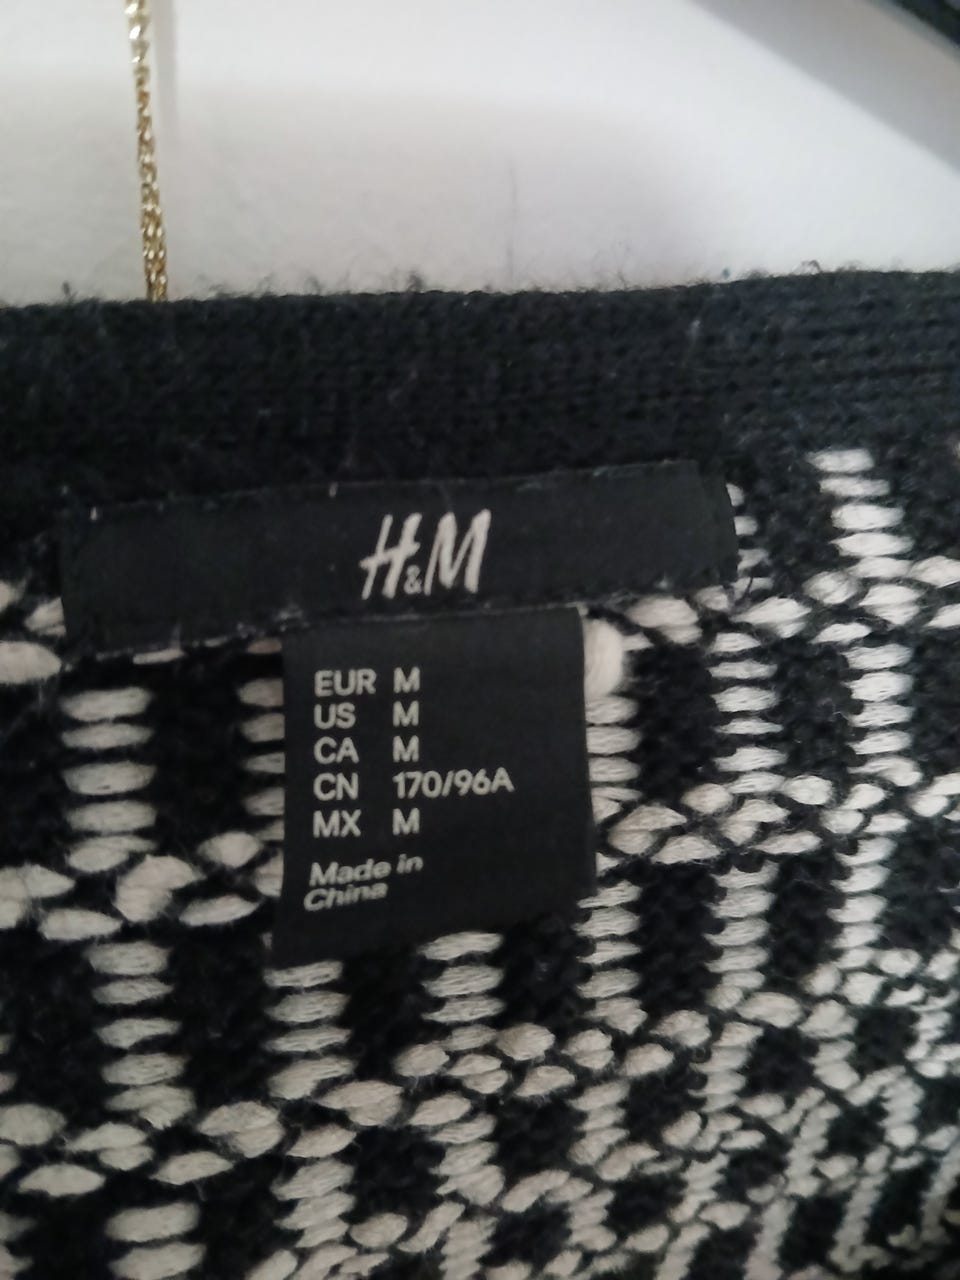 H&M
EUR M
US M
CA M
CN 170/96A
MX M
Made in
China